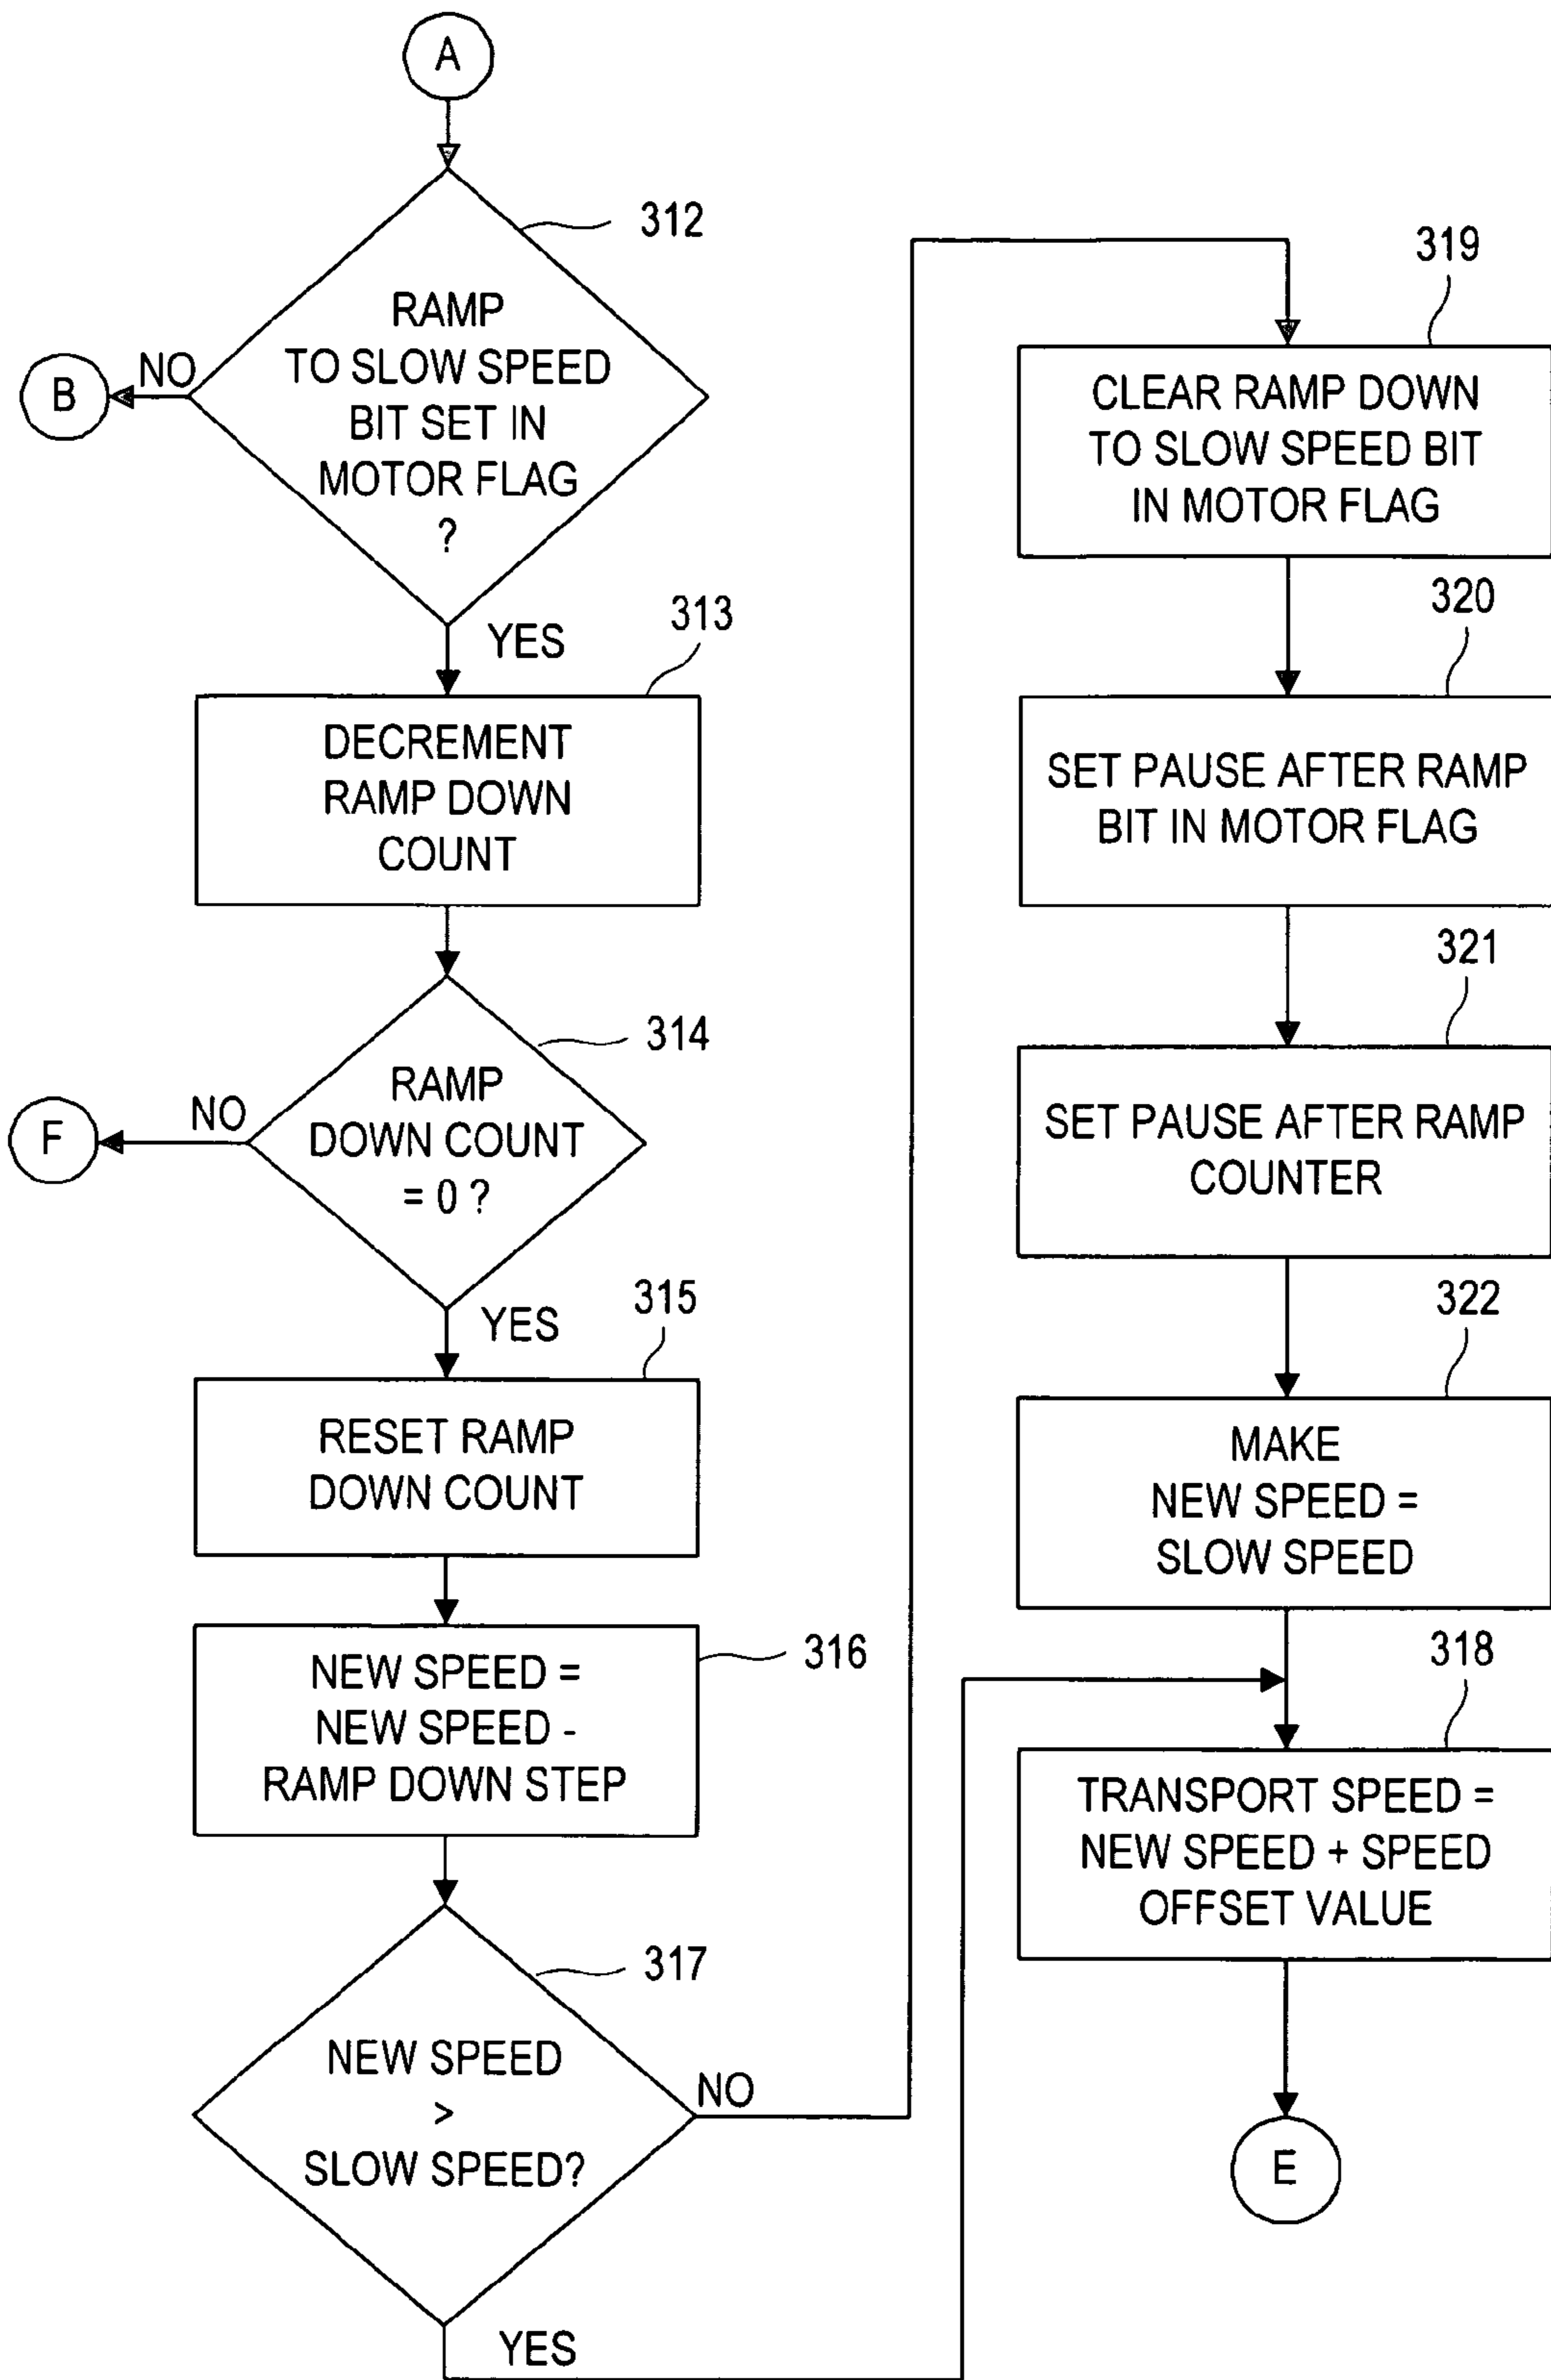 A
312
RAMP
TO SLOW SPEED
BIT SET IN
MOTOR FLAG
?
NO
B
YES
313
DECREMENT
RAMP DOWN
COUNT
314
RAMP
DOWN COUNT
= 0 ?
NO
F
YES
315
RESET RAMP
DOWN COUNT
316
NEW SPEED =
NEW SPEED -
RAMP DOWN STEP
317
NEW SPEED
>
SLOW SPEED?
NO
YES
319
CLEAR RAMP DOWN
TO SLOW SPEED BIT
IN MOTOR FLAG
320
SET PAUSE AFTER RAMP
BIT IN MOTOR FLAG
321
SET PAUSE AFTER RAMP
COUNTER
322
MAKE
NEW SPEED =
SLOW SPEED
318
TRANSPORT SPEED =
NEW SPEED + SPEED
OFFSET VALUE
E